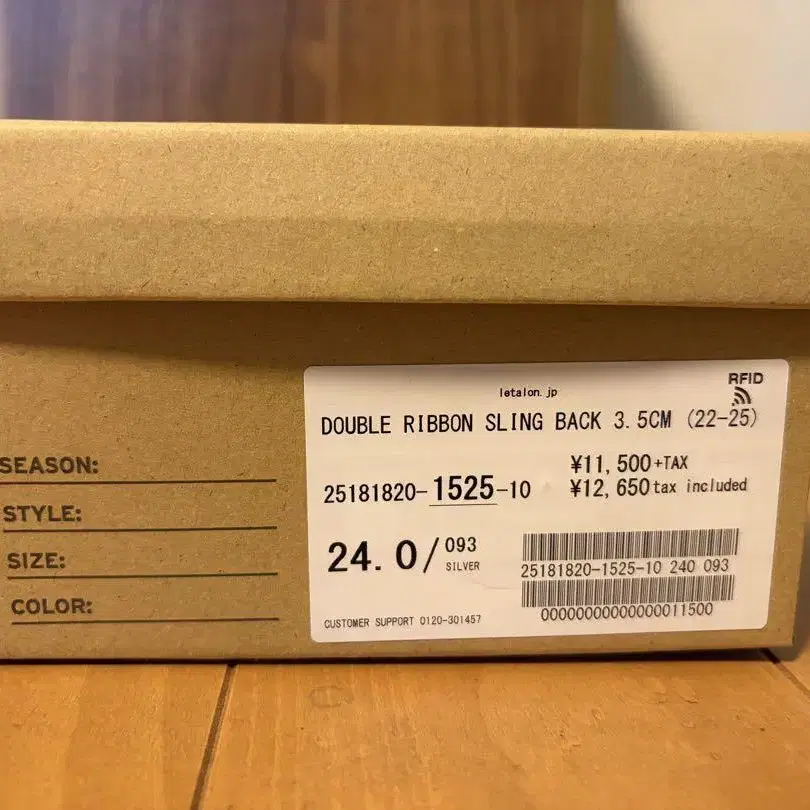 SEASON:
STYLE:
SIZE:
COLOR:
letalon.jp
RFID
DOUBLE RIBBON SLING BACK 3.5CM (22-25)
25181820-1525-10
¥11,500+TAX
¥12,650 tax included
24.0/093
SILVER
25181820-1525-10 240 093
00000000000000011500
CUSTOMER SUPPORT 0120-301457